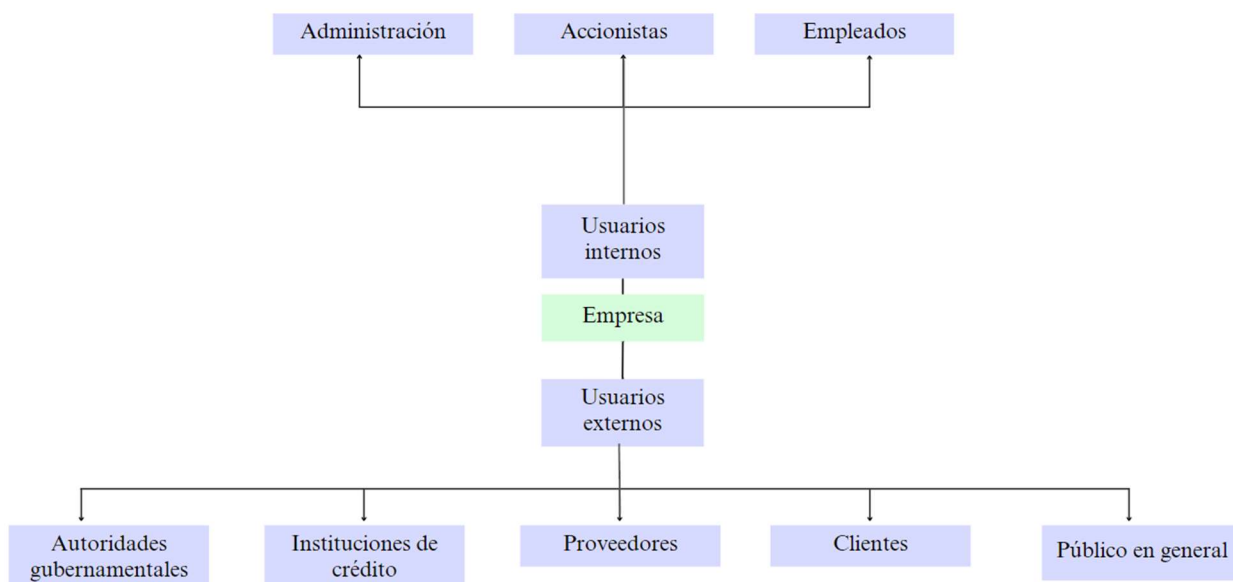 Administración
Accionistas
Empleados
Usuarios
internos
Empresa
Usuarios
externos
Autoridades
gubernamentales
Instituciones de
crédito
Proveedores
Clientes
Público en general